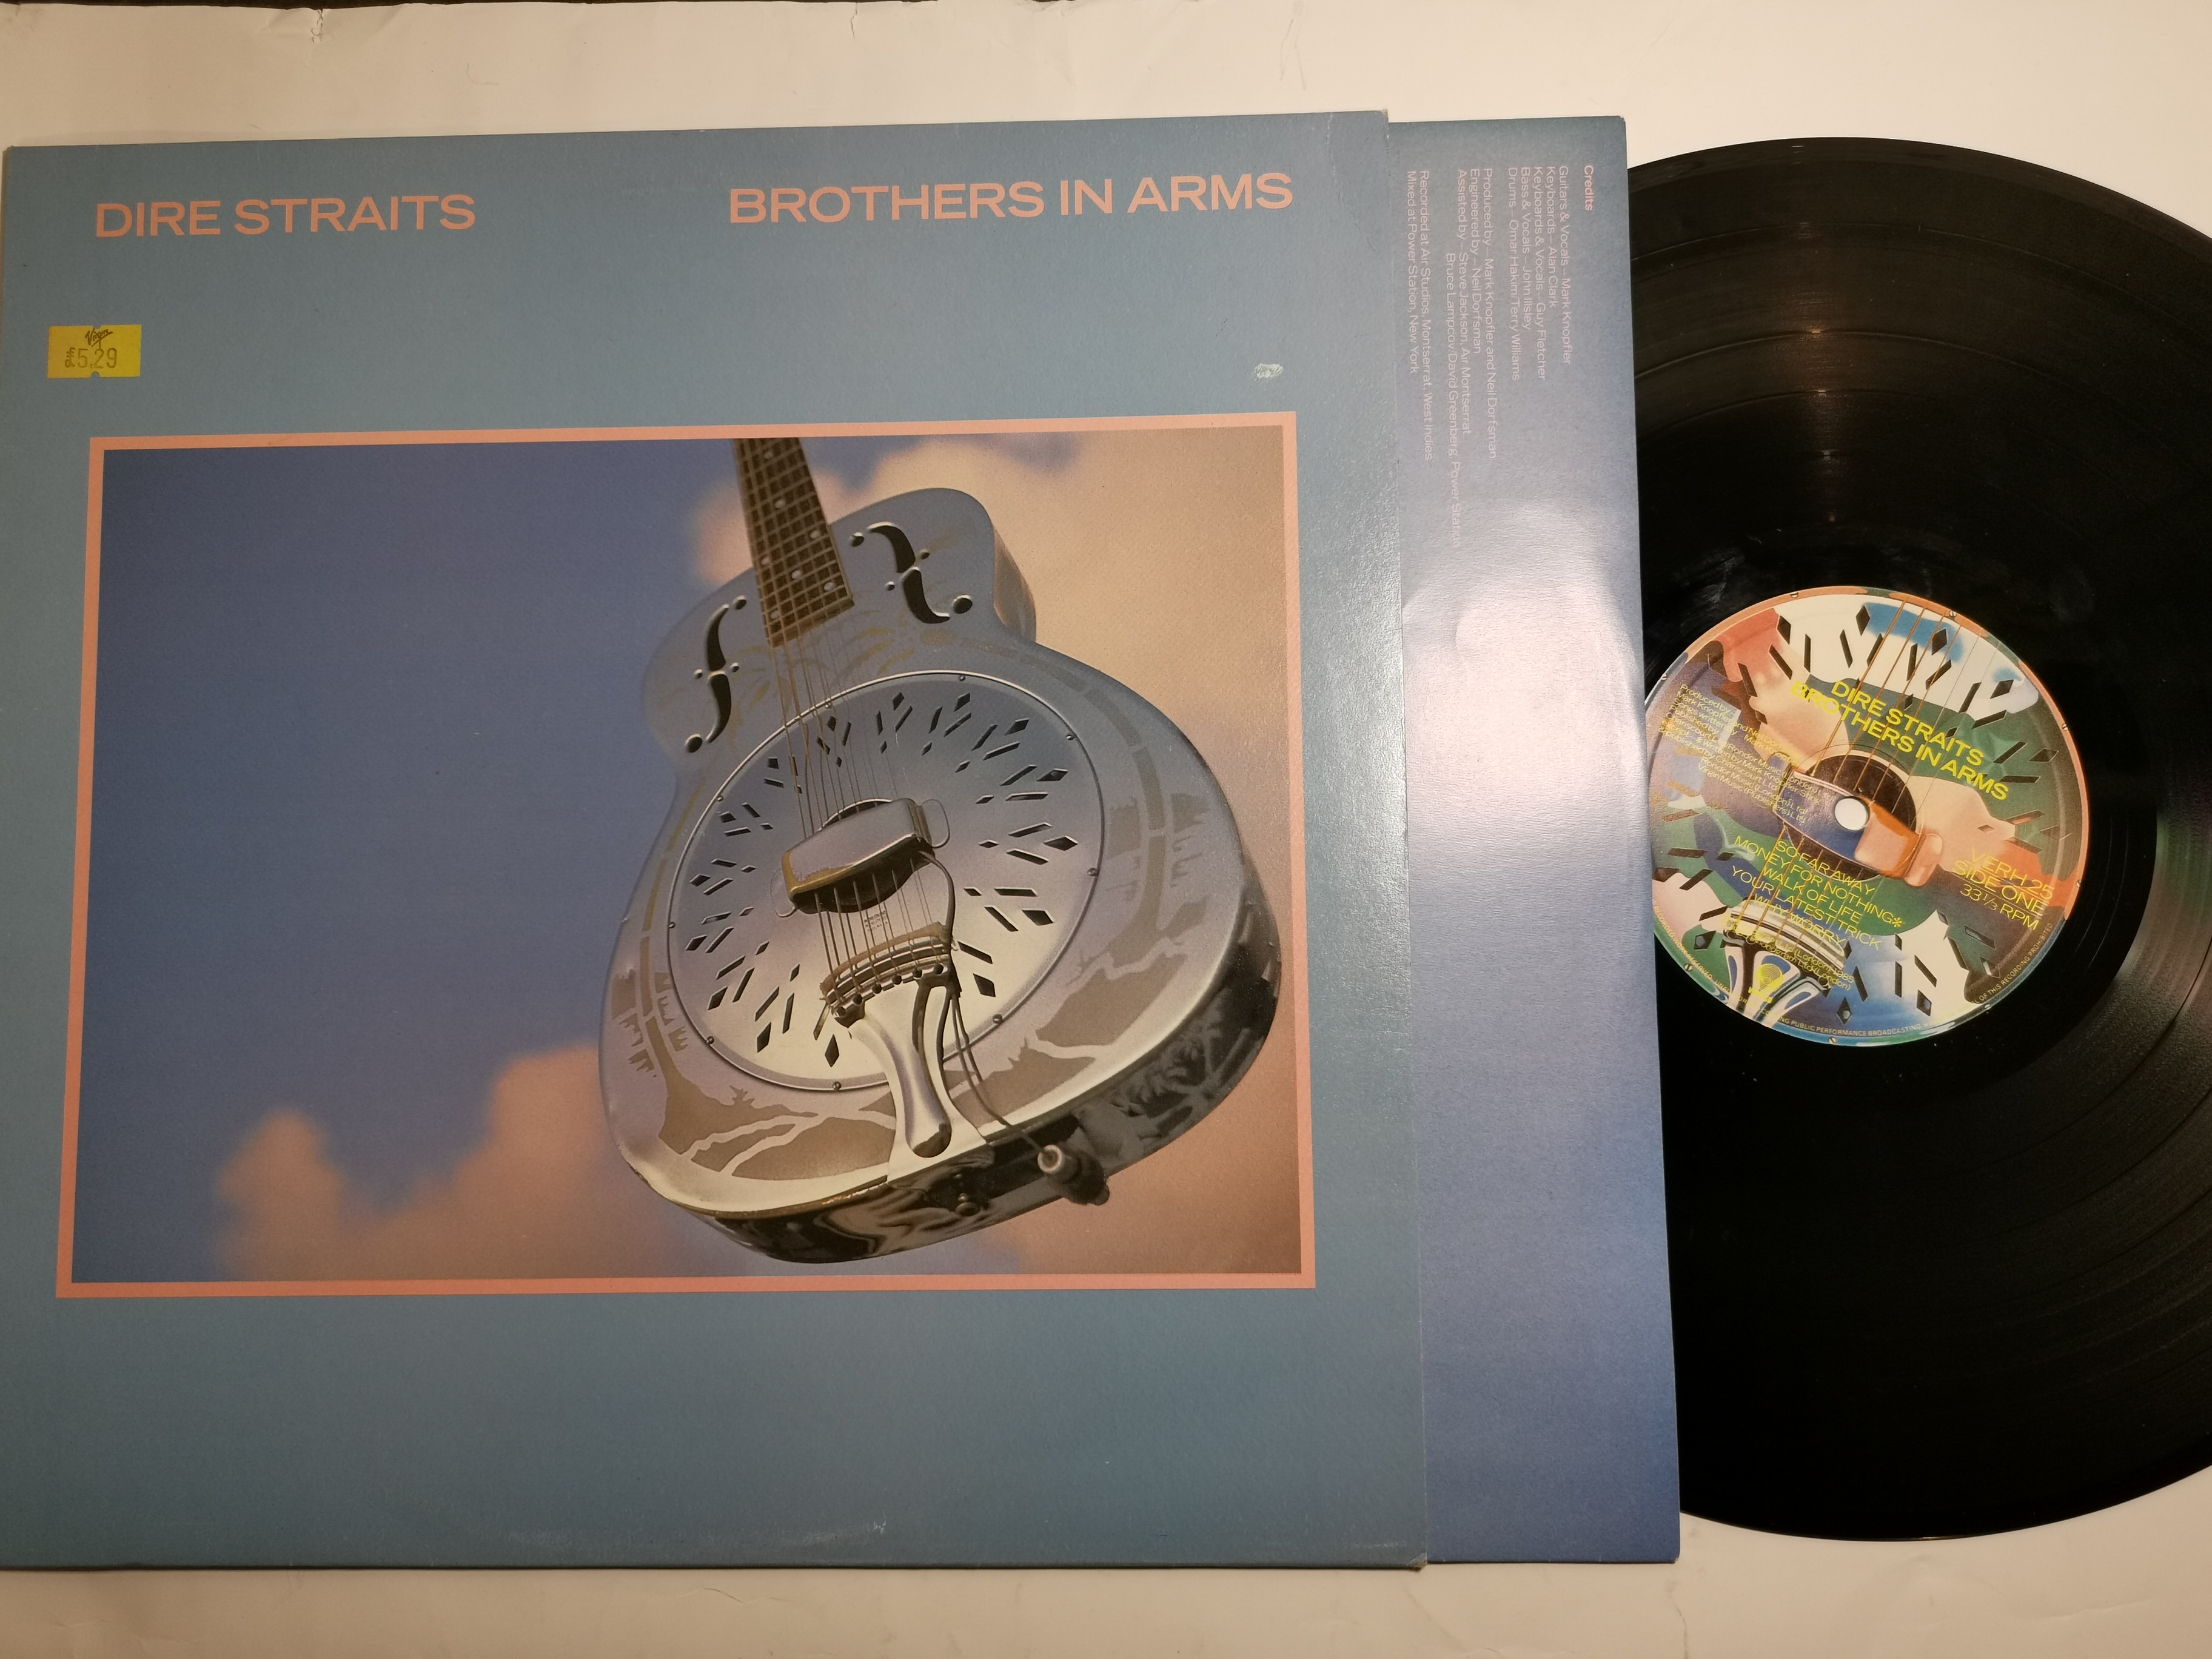 DIRE STRAITS
BROTHERS IN ARMS
Virgin
£5.29
Credits
Guitars & Vocals – Mark Knopfler
Keyboards – Alan Clark
Keyboards & Vocals – Guy Fletcher
Bass & Vocals – John Illsley
Drums – Omar Hakim/Terry Williams
Produced by – Mark Knopfler and Neil Dorfsman
Engineered by – Neil Dorfsman
Assisted by – Steve Jackson, Air Montserrat
Bruce Lampcov/David Greenberg, Power Station
Recorded at Air Studios, Montserrat, West Indies
Mixed at Power Station, New York
DIRE STRAITS
BROTHERS IN ARMS
VERH 25
SIDE ONE
33 1/3 RPM
SO FAR AWAY
MONEY FOR NOTHING*
WALK OF LIFE
YOUR LATEST TRICK
WHY WORRY